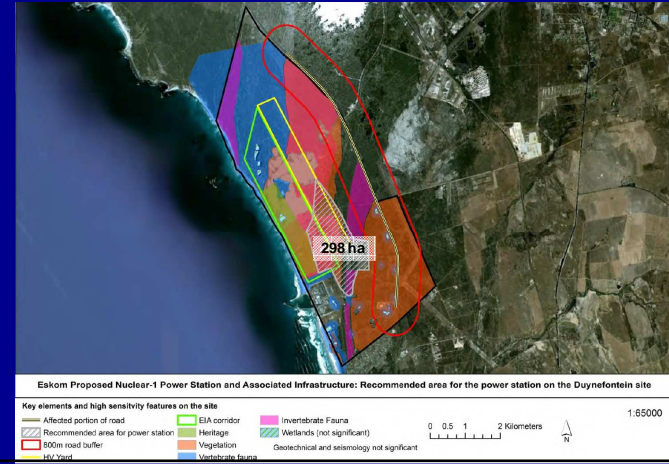 298 ha
Eskom Proposed Nuclear-1 Power Station and Associated Infrastructure: Recommended area for the power station on the Duynefontein site
Key elements and high sensitivity features on the site
Affected portion of road
Recommended area for power station
800m road buffer
HV Yard
EIA corridor
Heritage
Vegetation
Vertebrate fauna
Invertebrate Fauna
Wetlands (not significant)
Geotechnical and seismology not significant
0 0.5 1 2 Kilometers
N
1:65000